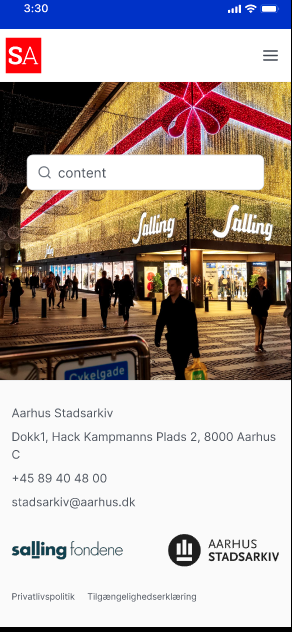 3:30
SA
content
Salling
Salling
Cykelgade
Aarhus Stadsarkiv
Dokk1, Hack Kampmanns Plads 2, 8000 Aarhus
C
+45 89 40 48 00
stadsarkiv@aarhus.dk
salling fondene
AARHUS
STADSARKIV
Privatlivspolitik Tilgængelighedserklæring